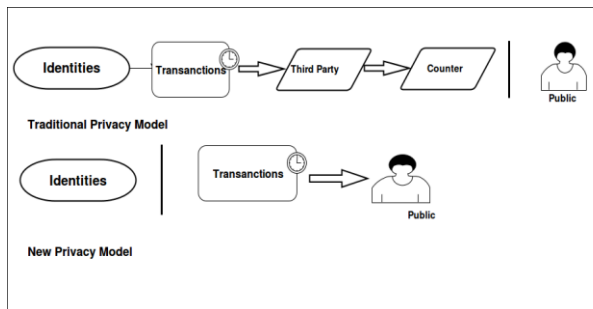 Identities
Transanctions
Third Party
Counter
Public
Traditional Privacy Model
Identities
Transanctions
Public
New Privacy Model